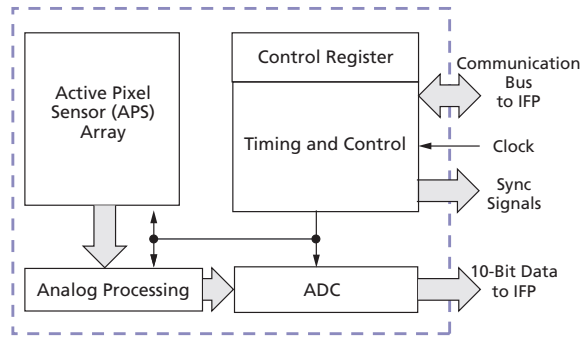 Active Pixel
Sensor (APS)
Array
Control Register
Timing and Control
Communication
Bus
to IFP
Clock
Sync
Signals
Analog Processing
ADC
10-Bit Data
to IFP